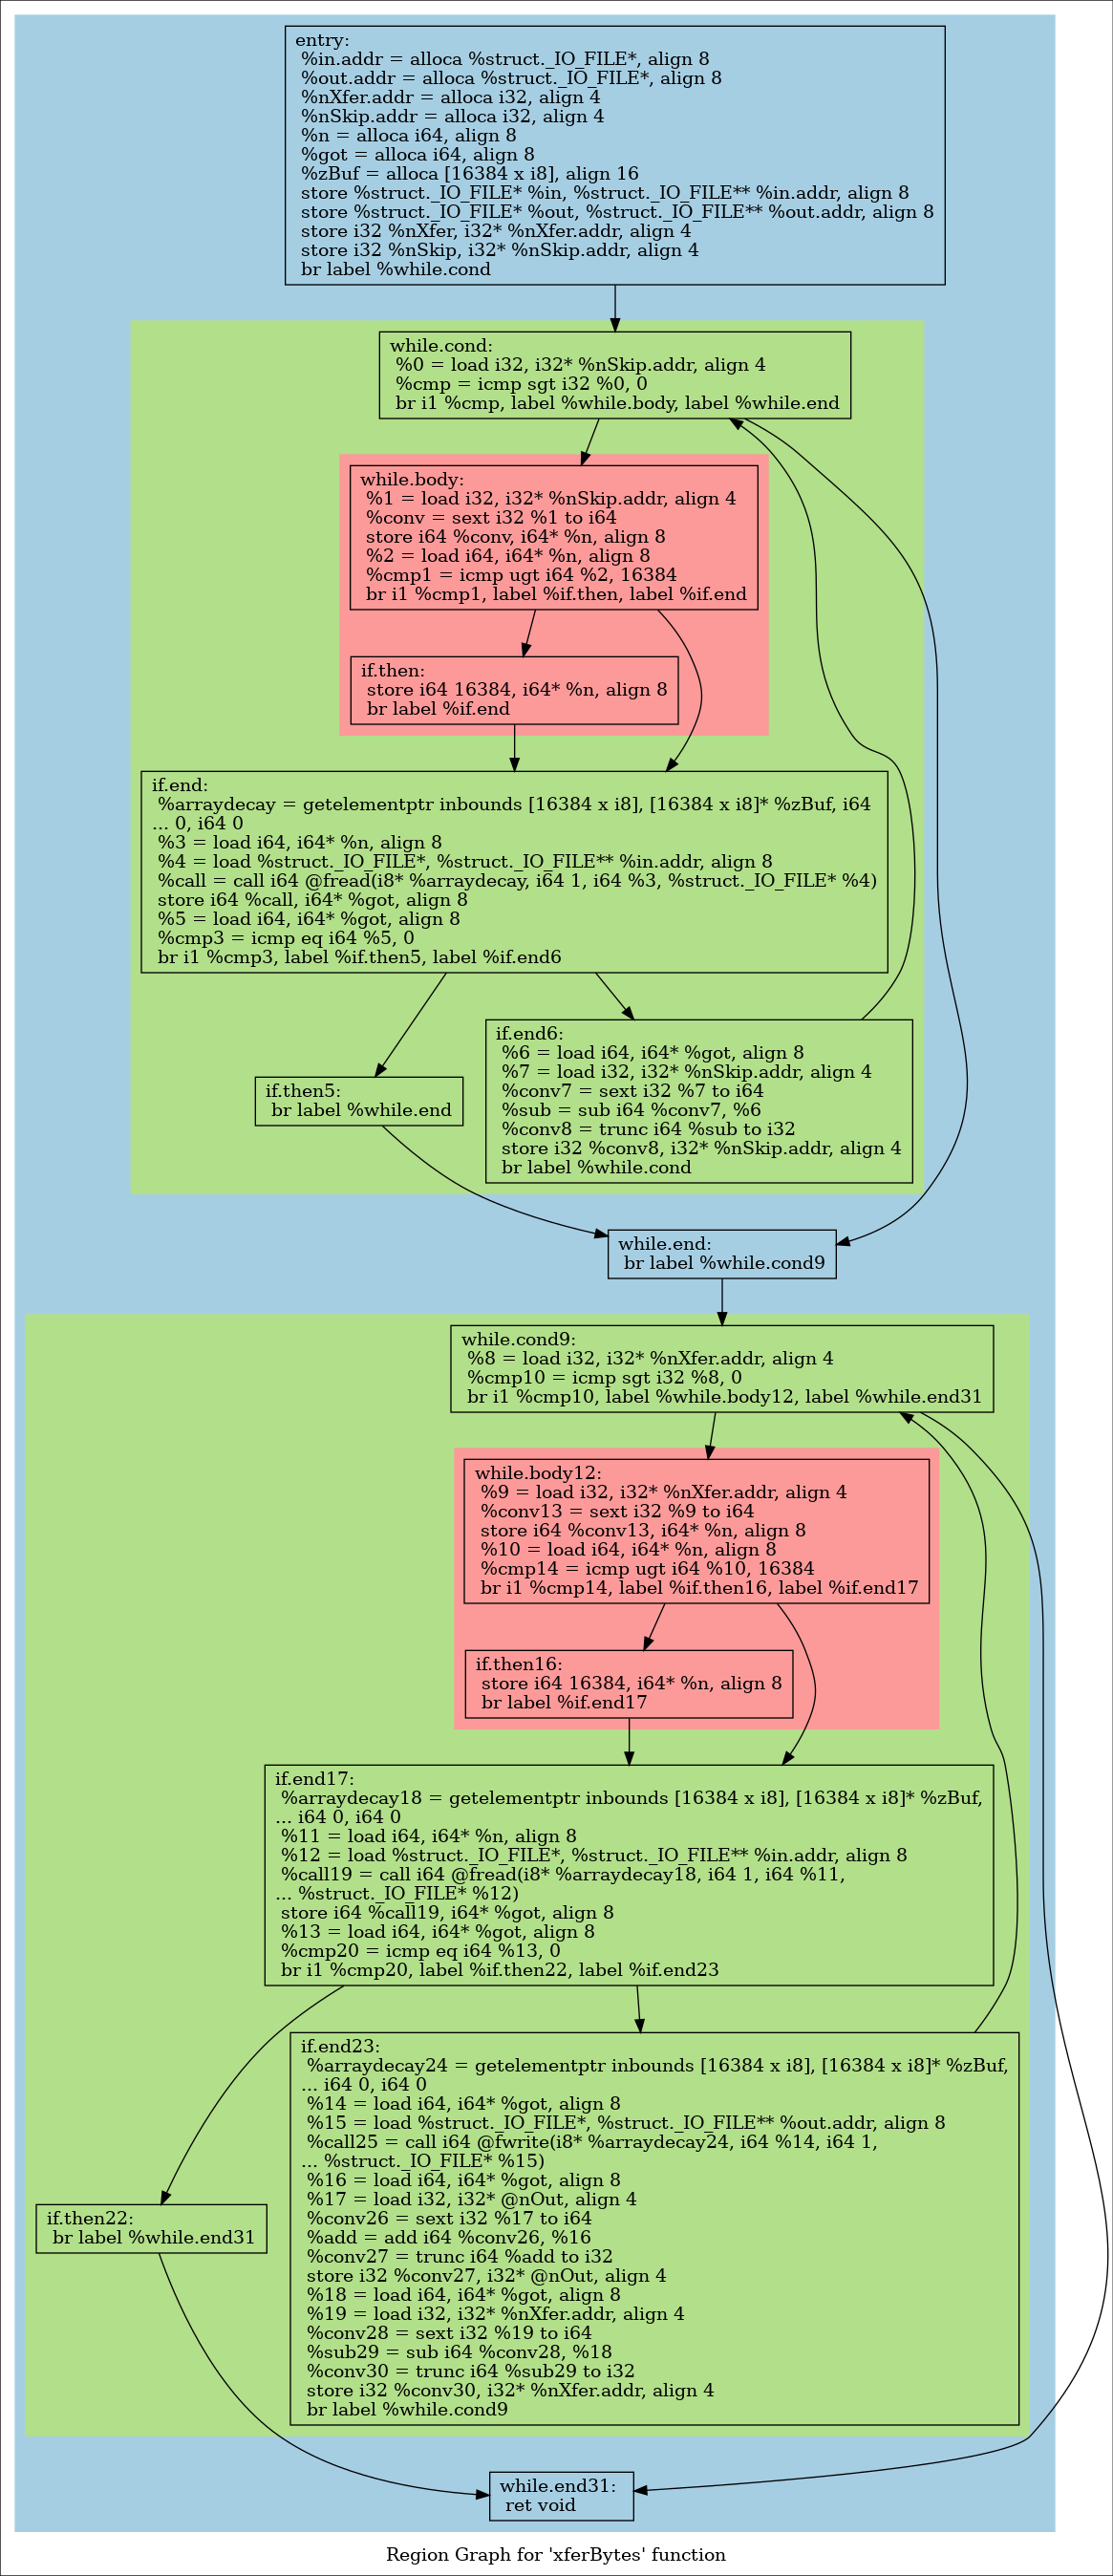 entry:
%in.addr = alloca %struct._IO_FILE*, align 8
%out.addr = alloca %struct._IO_FILE*, align 8
%nXfer.addr = alloca i32, align 4
%nSkip.addr = alloca i32, align 4
%n = alloca i64, align 8
%got = alloca i64, align 8
%zBuf = alloca [16384 x i8], align 16
store %struct._IO_FILE* %in, %struct._IO_FILE** %in.addr, align 8
store %struct._IO_FILE* %out, %struct._IO_FILE** %out.addr, align 8
store i32 %nXfer, i32* %nXfer.addr, align 4
store i32 %nSkip, i32* %nSkip.addr, align 4
br label %while.cond
while.cond:
%0 = load i32, i32* %nSkip.addr, align 4
%cmp = icmp sgt i32 %0, 0
br i1 %cmp, label %while.body, label %while.end
while.body:
%1 = load i32, i32* %nSkip.addr, align 4
%conv = sext i32 %1 to i64
store i64 %conv, i64* %n, align 8
%2 = load i64, i64* %n, align 8
%cmp1 = icmp ugt i64 %2, 16384
br i1 %cmp1, label %if.then, label %if.end
if.then:
store i64 16384, i64* %n, align 8
br label %if.end
if.end:
%arraydecay = getelementptr inbounds [16384 x i8], [16384 x i8]* %zBuf, i64
... 0, i64 0
%3 = load i64, i64* %n, align 8
%4 = load %struct._IO_FILE*, %struct._IO_FILE** %in.addr, align 8
%call = call i64 @fread(i8* %arraydecay, i64 1, i64 %3, %struct._IO_FILE* %4)
store i64 %call, i64* %got, align 8
%5 = load i64, i64* %got, align 8
%cmp3 = icmp eq i64 %5, 0
br i1 %cmp3, label %if.then5, label %if.end6
if.then5:
br label %while.end
if.end6:
%6 = load i64, i64* %got, align 8
%7 = load i32, i32* %nSkip.addr, align 4
%conv7 = sext i32 %7 to i64
%sub = sub i64 %conv7, %6
%conv8 = trunc i64 %sub to i32
store i32 %conv8, i32* %nSkip.addr, align 4
br label %while.cond
while.end:
br label %while.cond9
while.cond9:
%8 = load i32, i32* %nXfer.addr, align 4
%cmp10 = icmp sgt i32 %8, 0
br i1 %cmp10, label %while.body12, label %while.end31
while.body12:
%9 = load i32, i32* %nXfer.addr, align 4
%conv13 = sext i32 %9 to i64
store i64 %conv13, i64* %n, align 8
%10 = load i64, i64* %n, align 8
%cmp14 = icmp ugt i64 %10, 16384
br i1 %cmp14, label %if.then16, label %if.end17
if.then16:
store i64 16384, i64* %n, align 8
br label %if.end17
if.end17:
%arraydecay18 = getelementptr inbounds [16384 x i8], [16384 x i8]* %zBuf,
... i64 0, i64 0
%11 = load i64, i64* %n, align 8
%12 = load %struct._IO_FILE*, %struct._IO_FILE** %in.addr, align 8
%call19 = call i64 @fread(i8* %arraydecay18, i64 1, i64 %11,
... %struct._IO_FILE* %12)
store i64 %call19, i64* %got, align 8
%13 = load i64, i64* %got, align 8
%cmp20 = icmp eq i64 %13, 0
br i1 %cmp20, label %if.then22, label %if.end23
if.end23:
%arraydecay24 = getelementptr inbounds [16384 x i8], [16384 x i8]* %zBuf,
... i64 0, i64 0
%14 = load i64, i64* %got, align 8
%15 = load %struct._IO_FILE*, %struct._IO_FILE** %out.addr, align 8
%call25 = call i64 @fwrite(i8* %arraydecay24, i64 %14, i64 1,
... %struct._IO_FILE* %15)
%16 = load i64, i64* %got, align 8
%17 = load i32, i32* @nOut, align 4
%conv26 = sext i32 %17 to i64
%add = add i64 %conv26, %16
%conv27 = trunc i64 %add to i32
store i32 %conv27, i32* @nOut, align 4
%18 = load i64, i64* %got, align 8
%19 = load i32, i32* %nXfer.addr, align 4
%conv28 = sext i32 %19 to i64
%sub29 = sub i64 %conv28, %18
%conv30 = trunc i64 %sub29 to i32
store i32 %conv30, i32* %nXfer.addr, align 4
br label %while.cond9
if.then22:
br label %while.end31
while.end31:
ret void
Region Graph for 'xferBytes' function